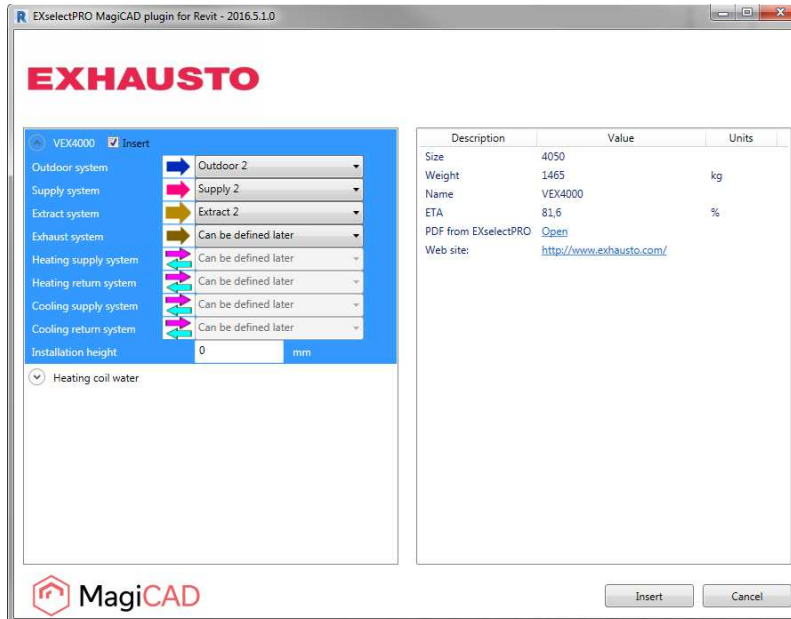 EXselectPRO MagiCAD plugin for Revit - 2016.5.1.0
EXHAUSTO
VEX4000 Insert
Outdoor system Outdoor 2
Supply system Supply 2
Extract system Extract 2
Exhaust system Can be defined later
Heating supply system Can be defined later
Heating return system Can be defined later
Cooling supply system Can be defined later
Cooling return system Can be defined later
Installation height 0 mm
Heating coil water
Description Value Units
Size 4050
Weight 1465 kg
Name VEX4000
ETA 81,6 %
PDF from EXselectPRO Open
Web site: http://www.exhausto.com/
MagiCAD
Insert Cancel